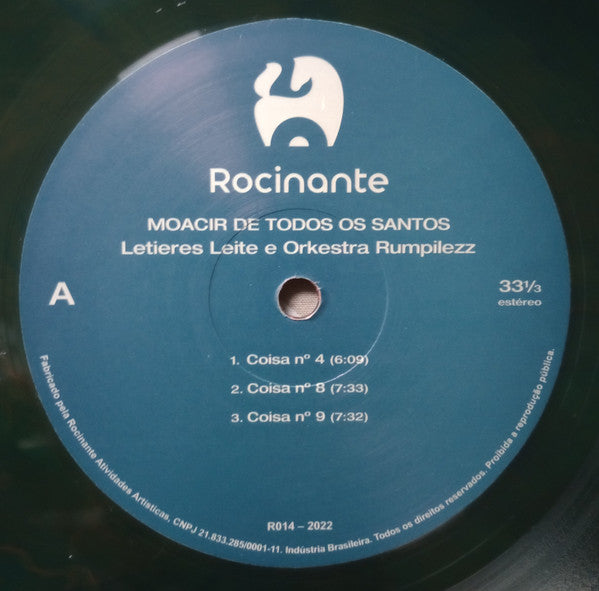 Rocinante
MOACIR DE TODOS OS SANTOS
Letieres Leite e Orkestra Rumpilezz
A
33⅓
estéreo
1. Coisa nº 4 (6:09)
2. Coisa nº 8 (7:33)
3. Coisa nº 9 (7:32)
R014 – 2022
Fabricado pela Rocinante Atividades Artísticas, CNPJ 21.833.285/0001-11. Indústria Brasileira. Todos os direitos reservados. Proibida a reprodução pública.